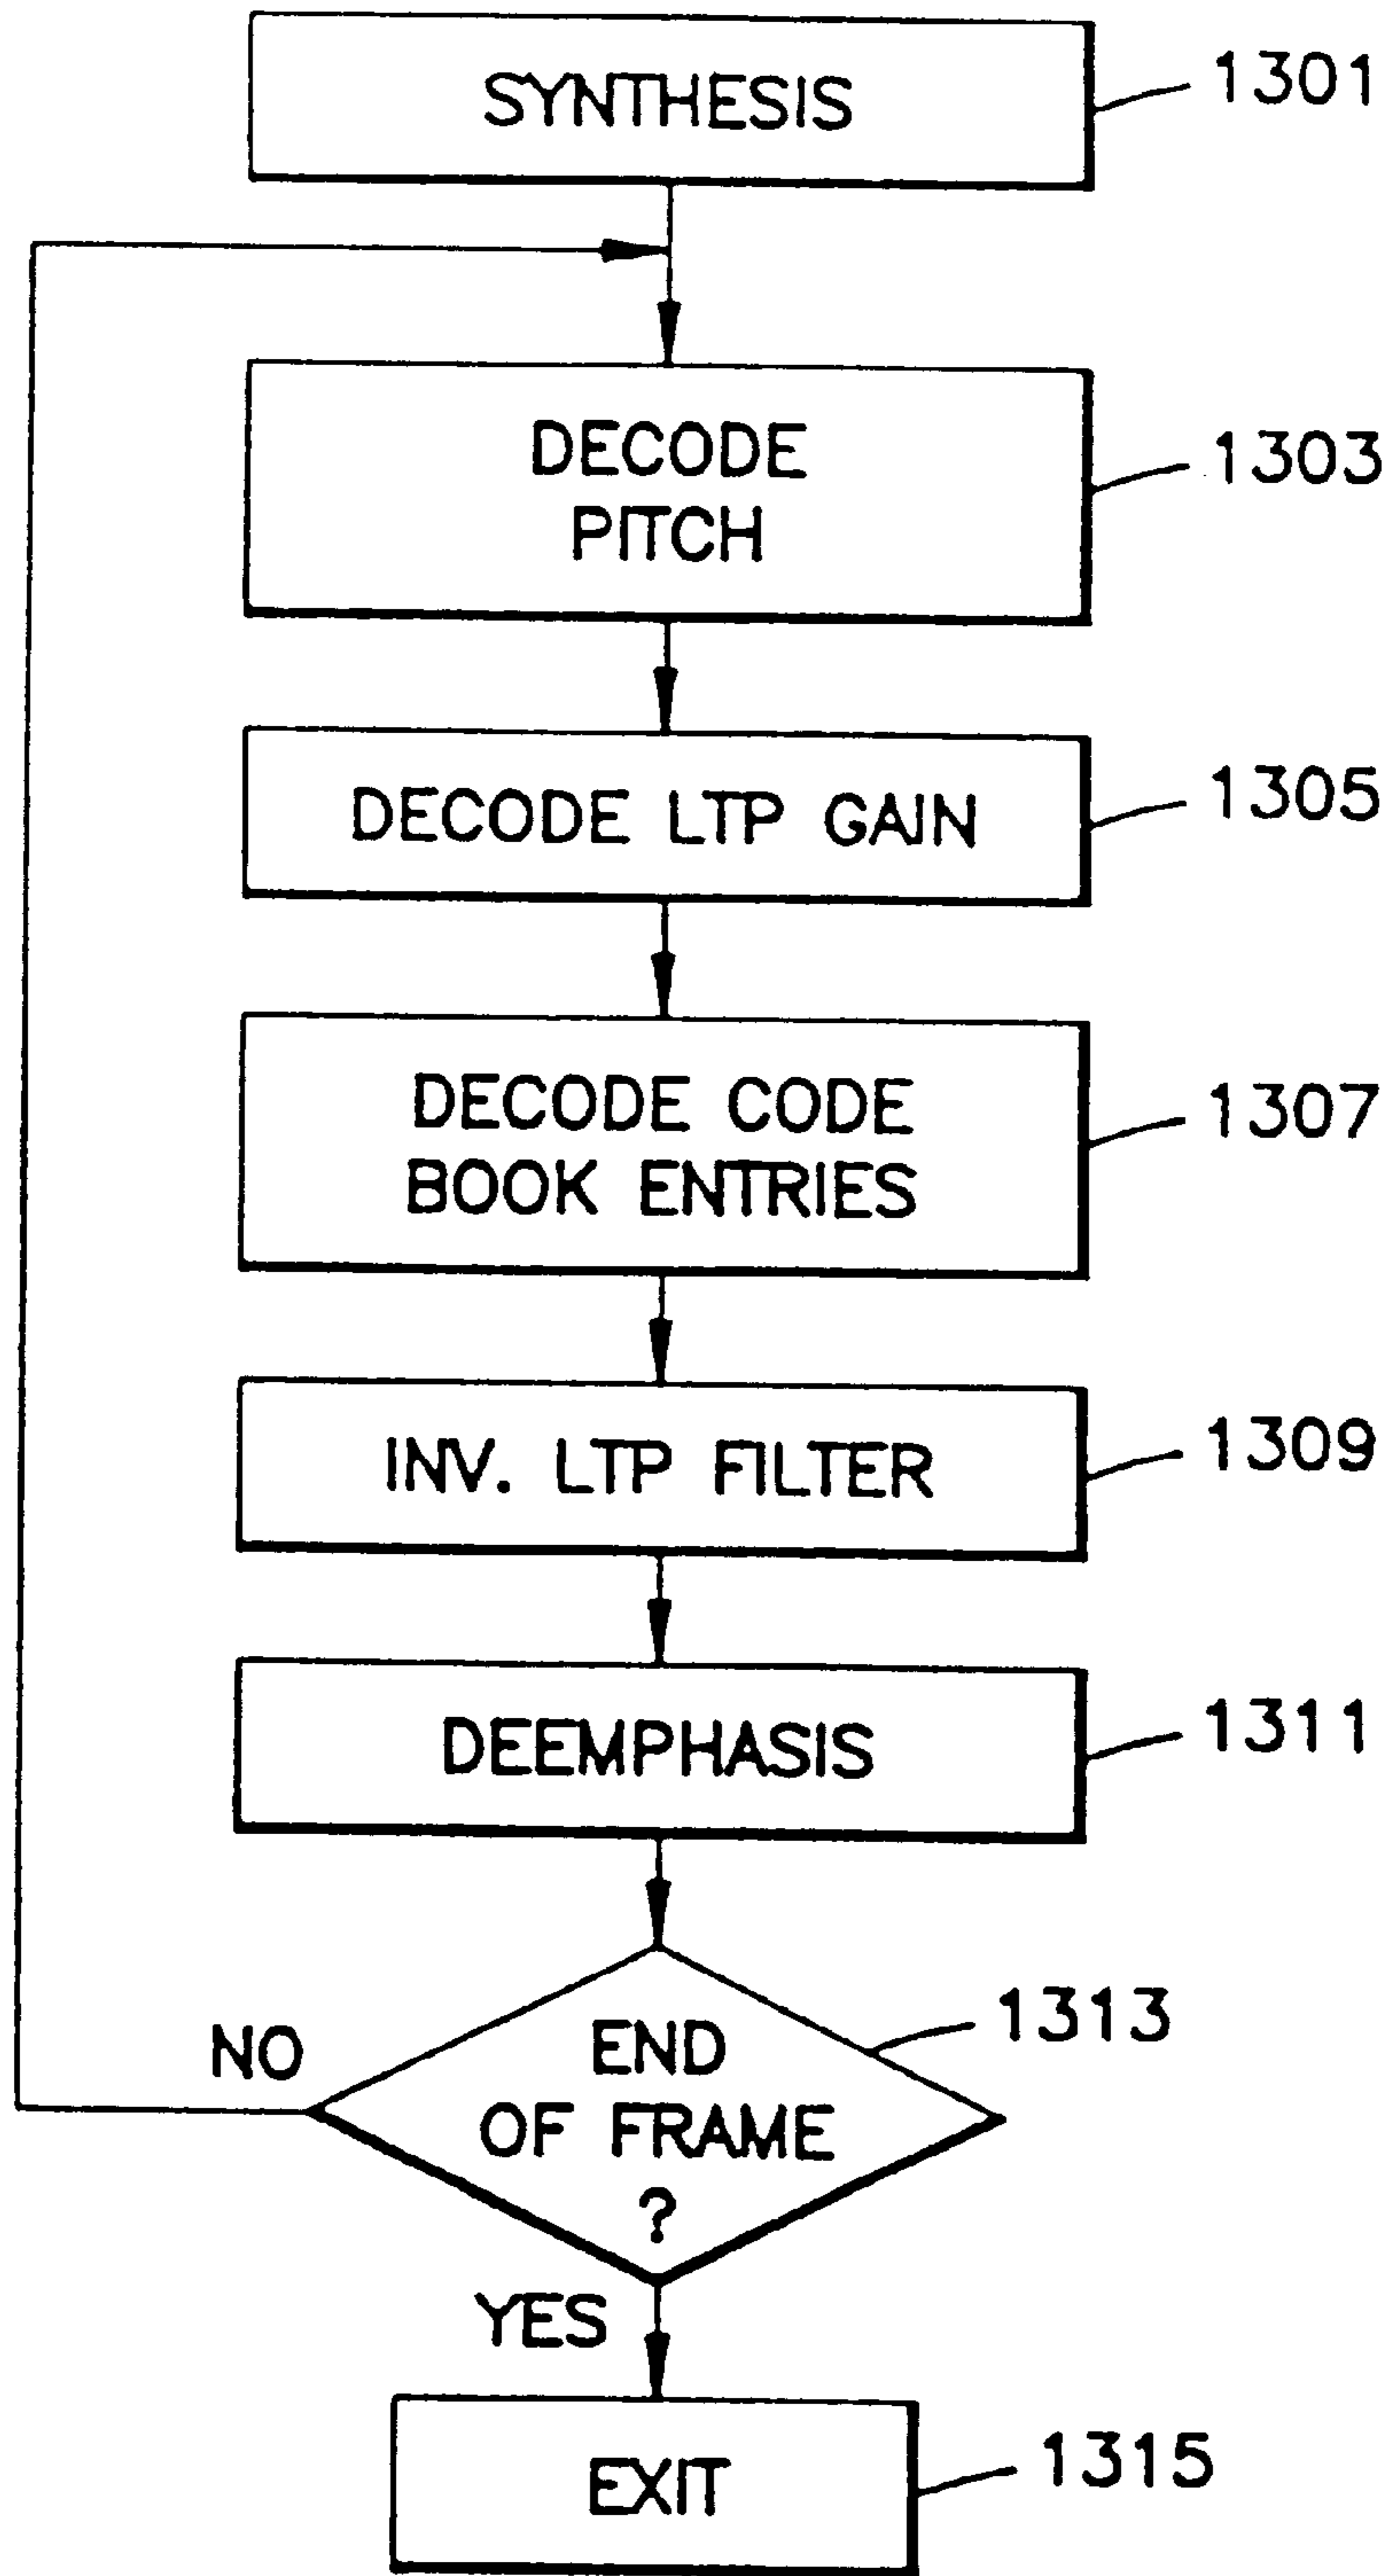 SYNTHESIS
1301
DECODE
PITCH
1303
DECODE LTP GAIN
1305
DECODE CODE
BOOK ENTRIES
1307
INV. LTP FILTER
1309
DEEMPHASIS
1311
END
OF FRAME
?
1313
NO
YES
EXIT
1315